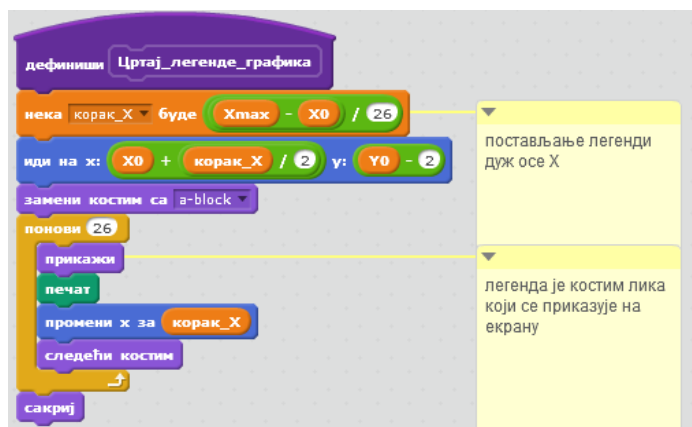 дефиниши Цртај_легенде_графика
нека корак_X буде Xmax - X0 / 26
постављање легенди
дуж осе X
иди на x: X0 + корак_X / 2 y: Y0 - 2
замени костим са a-block
понови 26
прикажи
легенда је костим лика
који се приказује на
екрану
печат
промени x за корак_X
следећи костим
сакриј